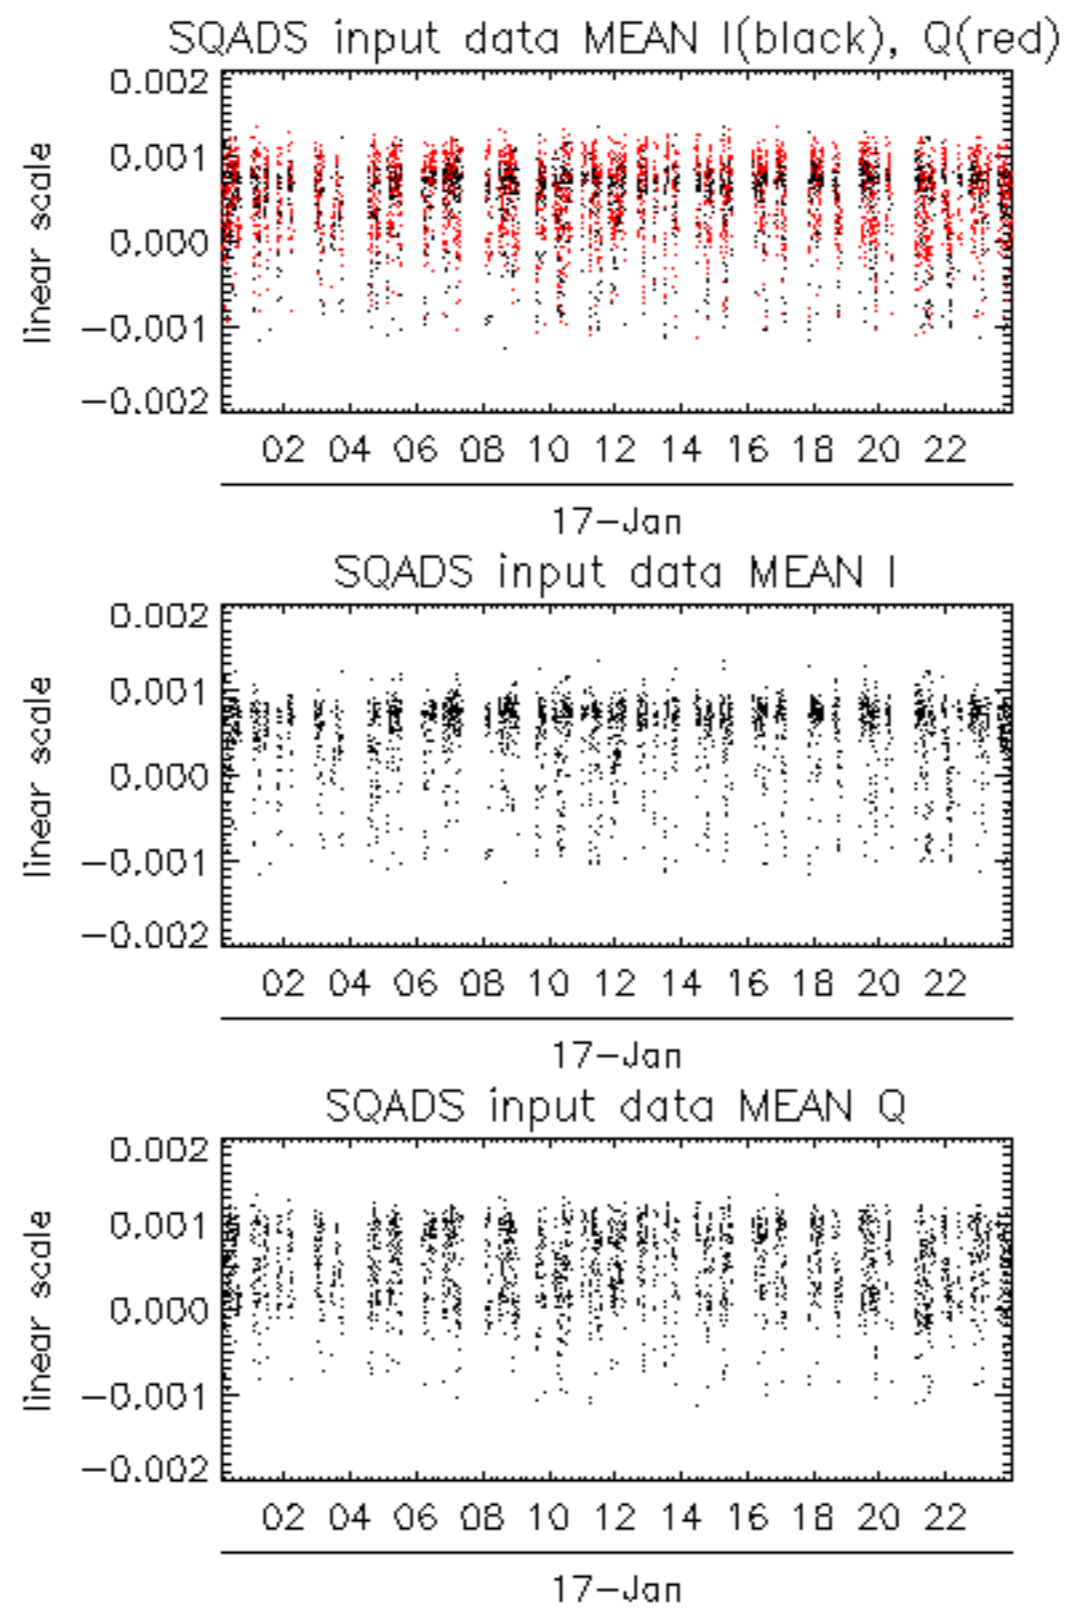 SQADS input data MEAN I(black), Q(red)
0.002
0.001
0.000
−0.001
−0.002
linear scale
02 04 06 08 10 12 14 16 18 20 22
17−Jan
SQADS input data MEAN I
0.002
0.001
0.000
−0.001
−0.002
linear scale
02 04 06 08 10 12 14 16 18 20 22
17−Jan
SQADS input data MEAN Q
0.002
0.001
0.000
−0.001
−0.002
linear scale
02 04 06 08 10 12 14 16 18 20 22
17−Jan